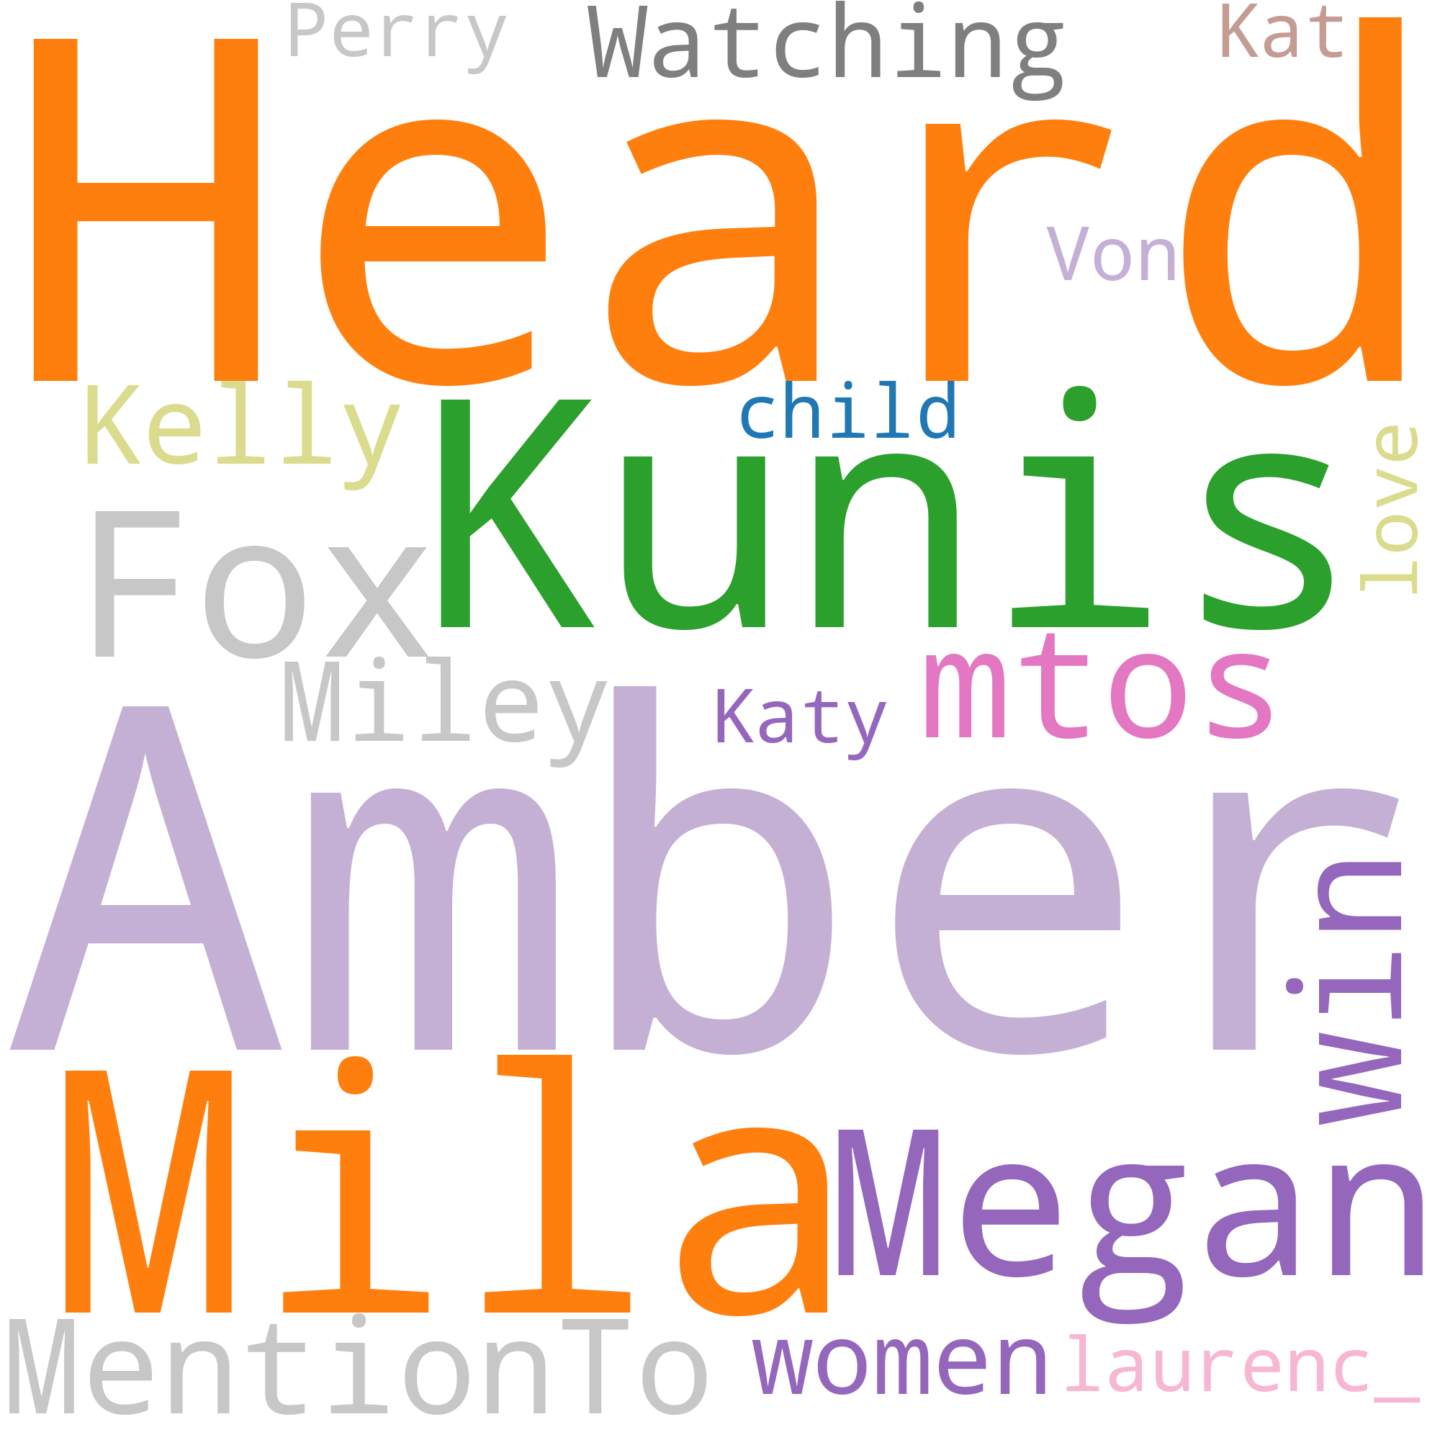 Perry Watching Kat
Heard
Von
Kelly child
Kunis
love
Fox
Miley Katy mtos
Amber
win
Mila
Megan
MentionTo women laurenc_